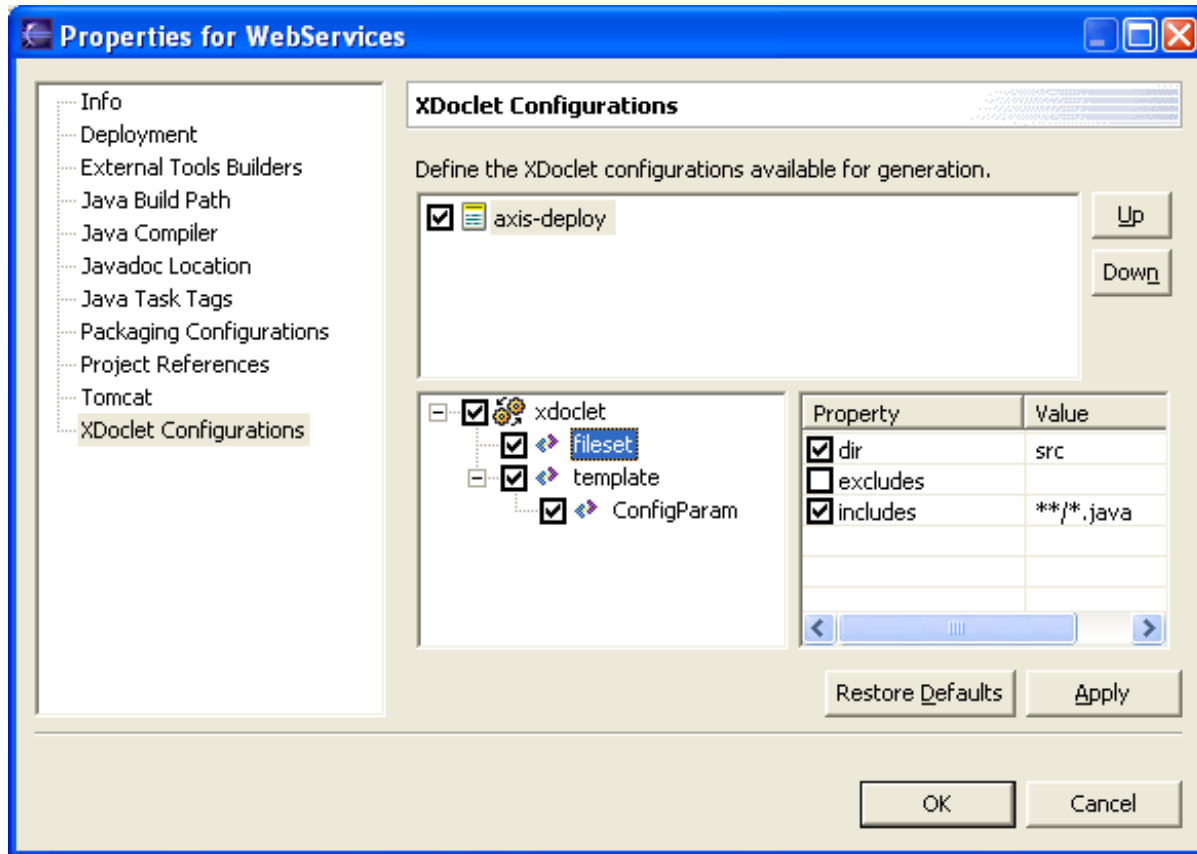 Properties for WebServices
Info
Deployment
External Tools Builders
Java Build Path
Java Compiler
Javadoc Location
Java Task Tags
Packaging Configurations
Project References
Tomcat
XDoclet Configurations
XDoclet Configurations
Define the XDoclet configurations available for generation.
axis-deploy
Up
Down
xdoclet
fileset
template
ConfigParam
Property Value
dir src
excludes
includes **/*.java
Restore Defaults Apply
OK Cancel